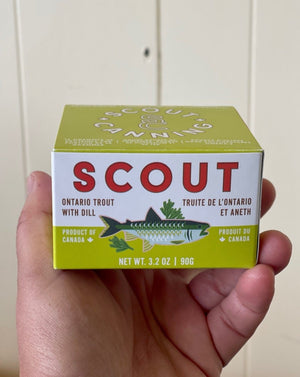 SCOUT
CANNING
SCOUT
ONTARIO TROUT
WITH DILL
TRUITE DE L'ONTARIO
ET ANETH
PRODUCT OF
CANADA
PRODUIT DU
CANADA
NET WT. 3.2 OZ | 90G